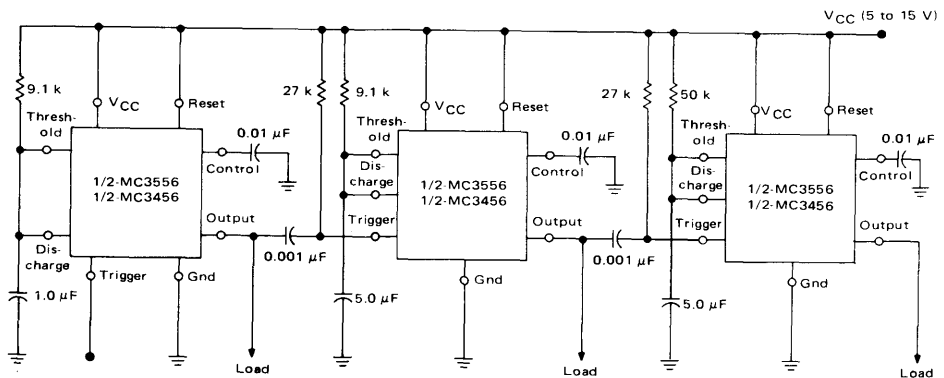 V_CC (5 to 15 V)
9.1 k
27 k
9.1 k
27 k
50 k
V_CC
Reset
V_CC
Reset
V_CC
Reset
Thresh-
old
0.01 µF
Control
1/2-MC3556
1/2-MC3456
Output
Dis-
charge
Trigger
Gnd
1.0 µF
0.001 µF
Load
Thresh-
old
Dis-
charge
Trigger
0.01 µF
Control
1/2-MC3556
1/2-MC3456
Output
Gnd
5.0 µF
0.001 µF
Load
Thresh-
old
Dis-
charge
Trigger
0.01 µF
Control
1/2-MC3556
1/2-MC3456
Output
Gnd
5.0 µF
Load